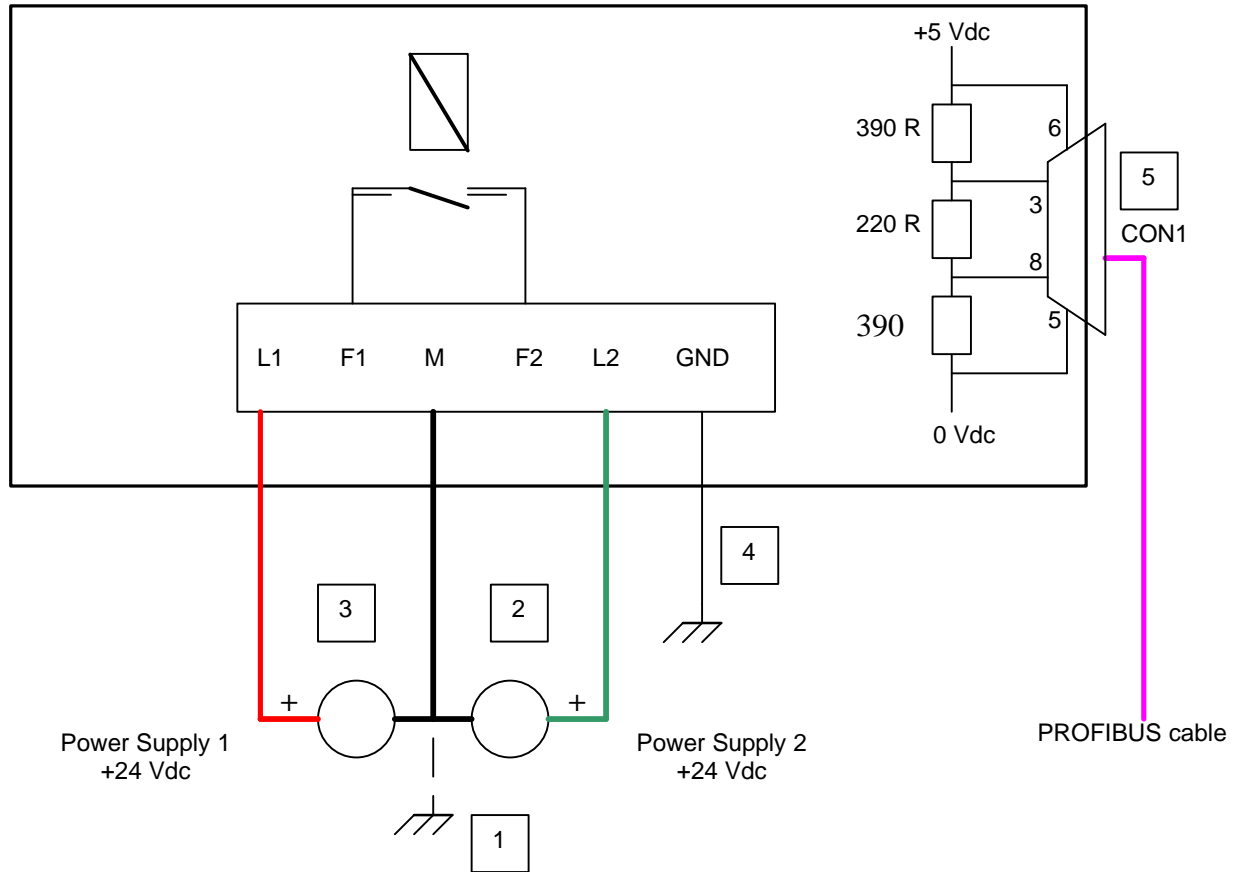 +5 Vdc
390 R
6
5
3
220 R
CON1
8
390
5
L1 F1 M F2 L2 GND
0 Vdc
4
3
2
+
+
Power Supply 1
+24 Vdc
Power Supply 2
+24 Vdc
PROFIBUS cable
1